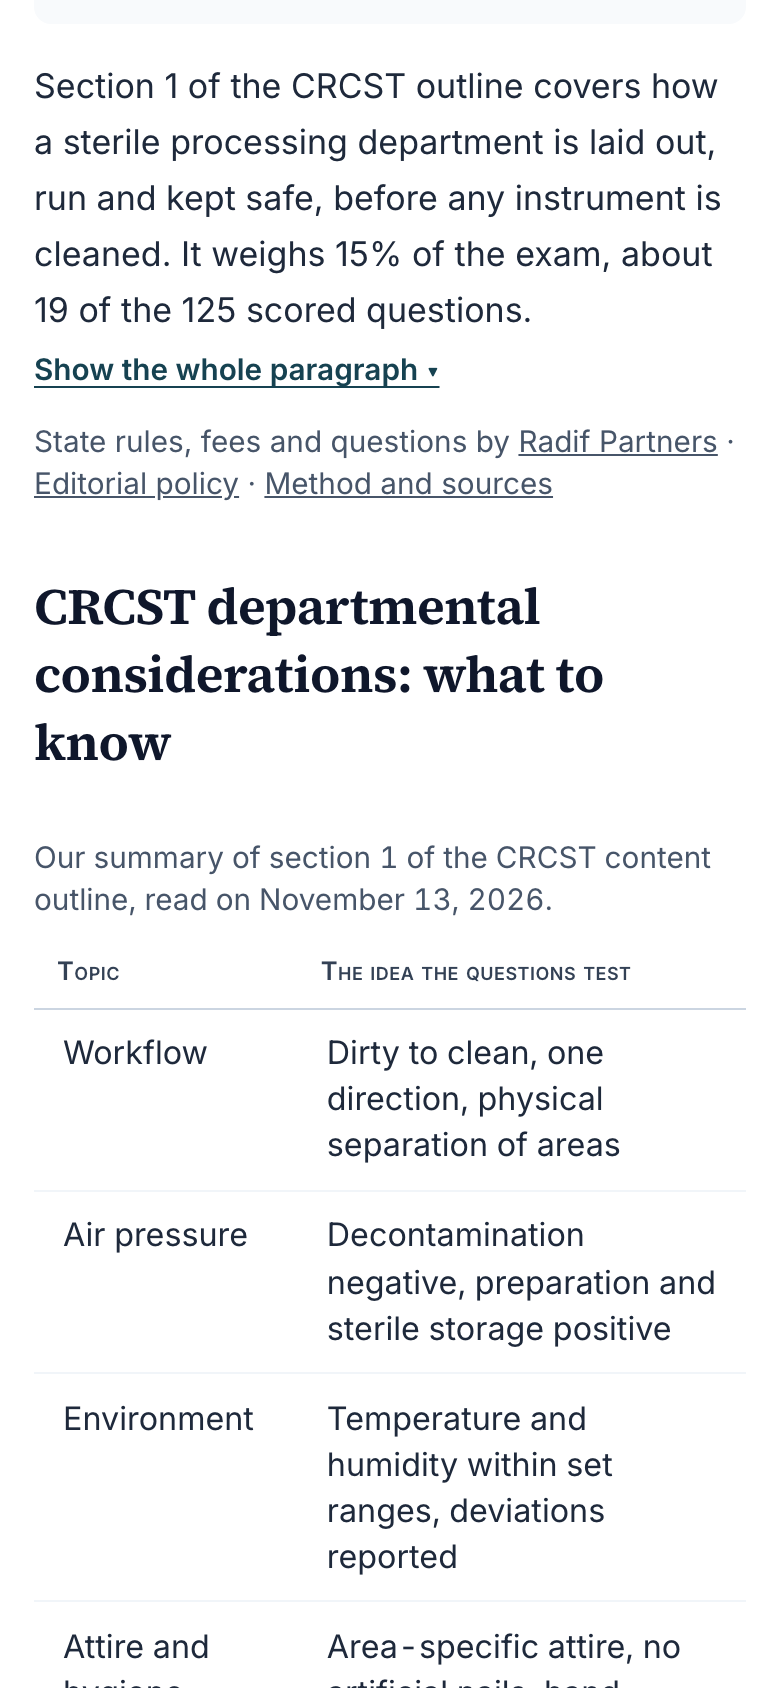 Section 1 of the CRCST outline covers how
a sterile processing department is laid out,
run and kept safe, before any instrument is
cleaned. It weighs 15% of the exam, about
19 of the 125 scored questions.
Show the whole paragraph ▾
State rules, fees and questions by Radif Partners ·
Editorial policy · Method and sources
CRCST departmental
considerations: what to
know
Our summary of section 1 of the CRCST content
outline, read on November 13, 2026.
Topic The idea the questions test
Workflow Dirty to clean, one
direction, physical
separation of areas
Air pressure Decontamination
negative, preparation and
sterile storage positive
Environment Temperature and
humidity within set
ranges, deviations
reported
Attire and Area-specific attire, no